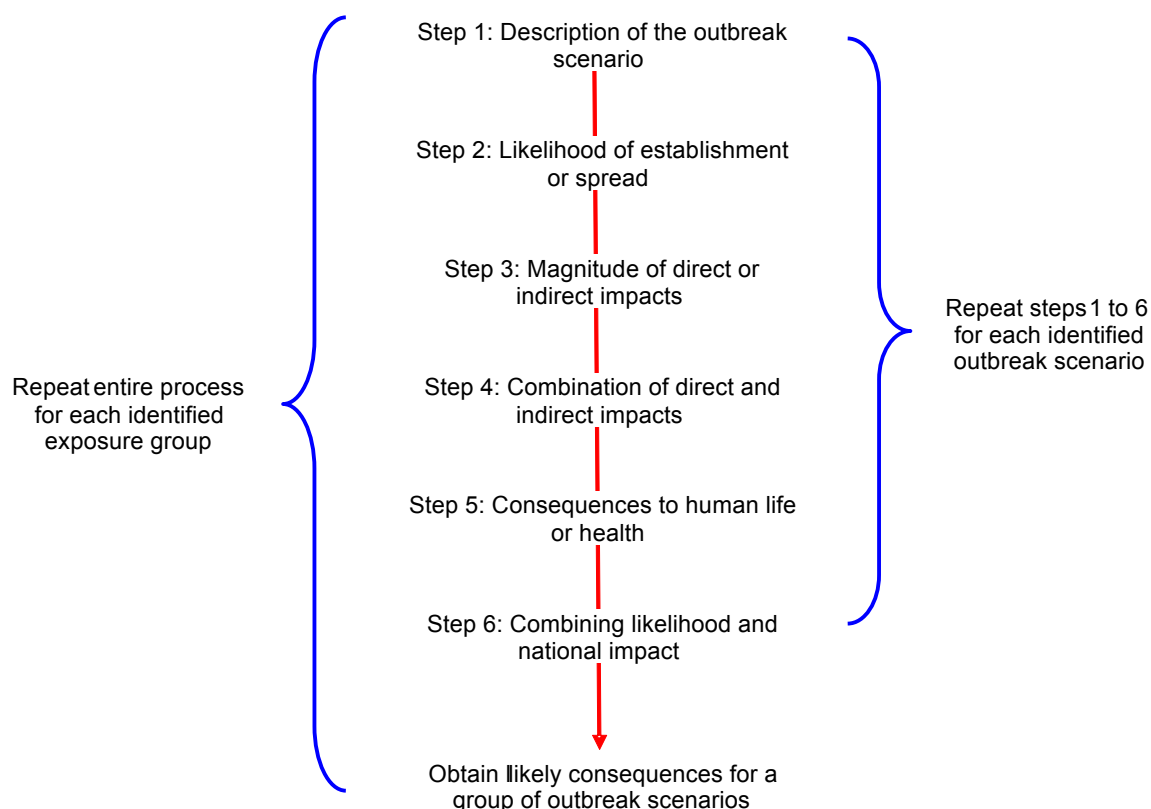 Step 1: Description of the outbreak
scenario
Step 2: Likelihood of establishment
or spread
Step 3: Magnitude of direct or
indirect impacts
Step 4: Combination of direct and
indirect impacts
Step 5: Consequences to human life
or health
Step 6: Combining likelihood and
national impact
Obtain likely consequences for a
group of outbreak scenarios
Repeat steps 1 to 6
for each identified
outbreak scenario
Repeat entire process
for each identified
exposure group